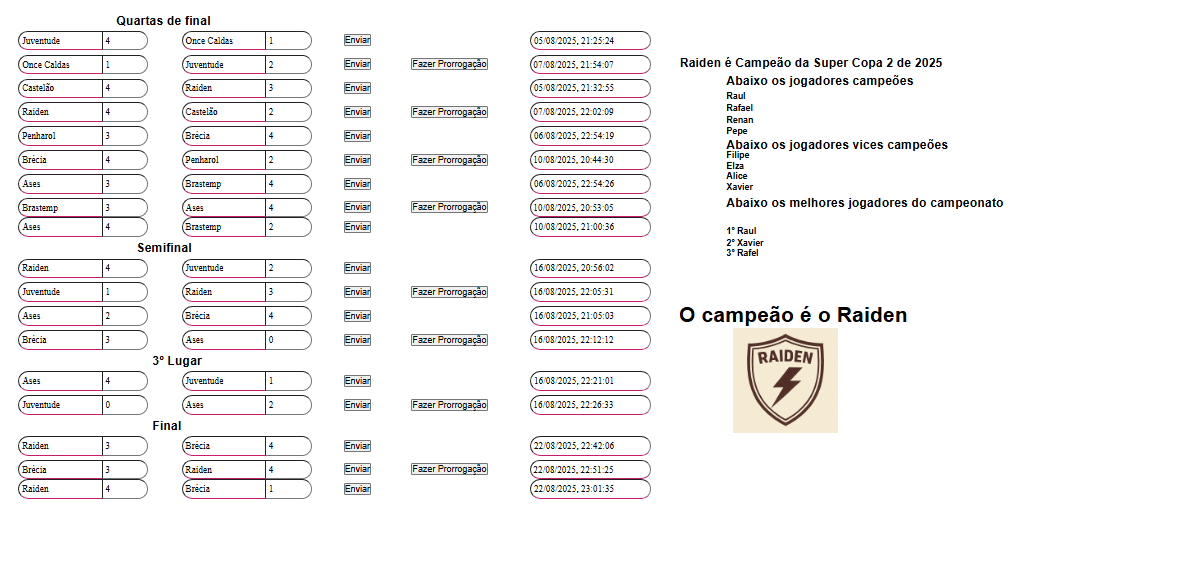 Quartas de final
Juventude 4 Once Caldas 1 Enviar 05/08/2025, 21:25:24
Once Caldas 1 Juventude 2 Enviar Fazer Prorrogação 07/08/2025, 21:54:07
Castelão 4 Raiden 3 Enviar 05/08/2025, 21:32:55
Raiden 4 Castelão 2 Enviar Fazer Prorrogação 07/08/2025, 22:02:09
Penharol 3 Brécia 4 Enviar 06/08/2025, 22:54:19
Brécia 4 Penharol 2 Enviar Fazer Prorrogação 10/08/2025, 20:44:30
Ases 3 Brastemp 4 Enviar 06/08/2025, 22:54:26
Brastemp 3 Ases 4 Enviar Fazer Prorrogação 10/08/2025, 20:53:05
Ases 4 Brastemp 2 Enviar 10/08/2025, 21:00:36
Semifinal
Raiden 4 Juventude 2 Enviar 16/08/2025, 20:56:02
Juventude 1 Raiden 3 Enviar Fazer Prorrogação 16/08/2025, 22:05:31
Ases 2 Brécia 4 Enviar 16/08/2025, 21:05:03
Brécia 3 Ases 0 Enviar Fazer Prorrogação 16/08/2025, 22:12:12
3º Lugar
Ases 4 Juventude 1 Enviar 16/08/2025, 22:21:01
Juventude 0 Ases 2 Enviar Fazer Prorrogação 16/08/2025, 22:26:33
Final
Raiden 3 Brécia 4 Enviar 22/08/2025, 22:42:06
Brécia 3 Raiden 4 Enviar Fazer Prorrogação 22/08/2025, 22:51:25
Raiden 4 Brécia 1 Enviar 22/08/2025, 23:01:35
Raiden é Campeão da Super Copa 2 de 2025
Abaixo os jogadores campeões
Raul
Rafael
Renan
Pepe
Abaixo os jogadores vices campeões
Filipe
Elza
Alice
Xavier
Abaixo os melhores jogadores do campeonato
1º Raul
2º Xavier
3º Rafel
O campeão é o Raiden
RAIDEN